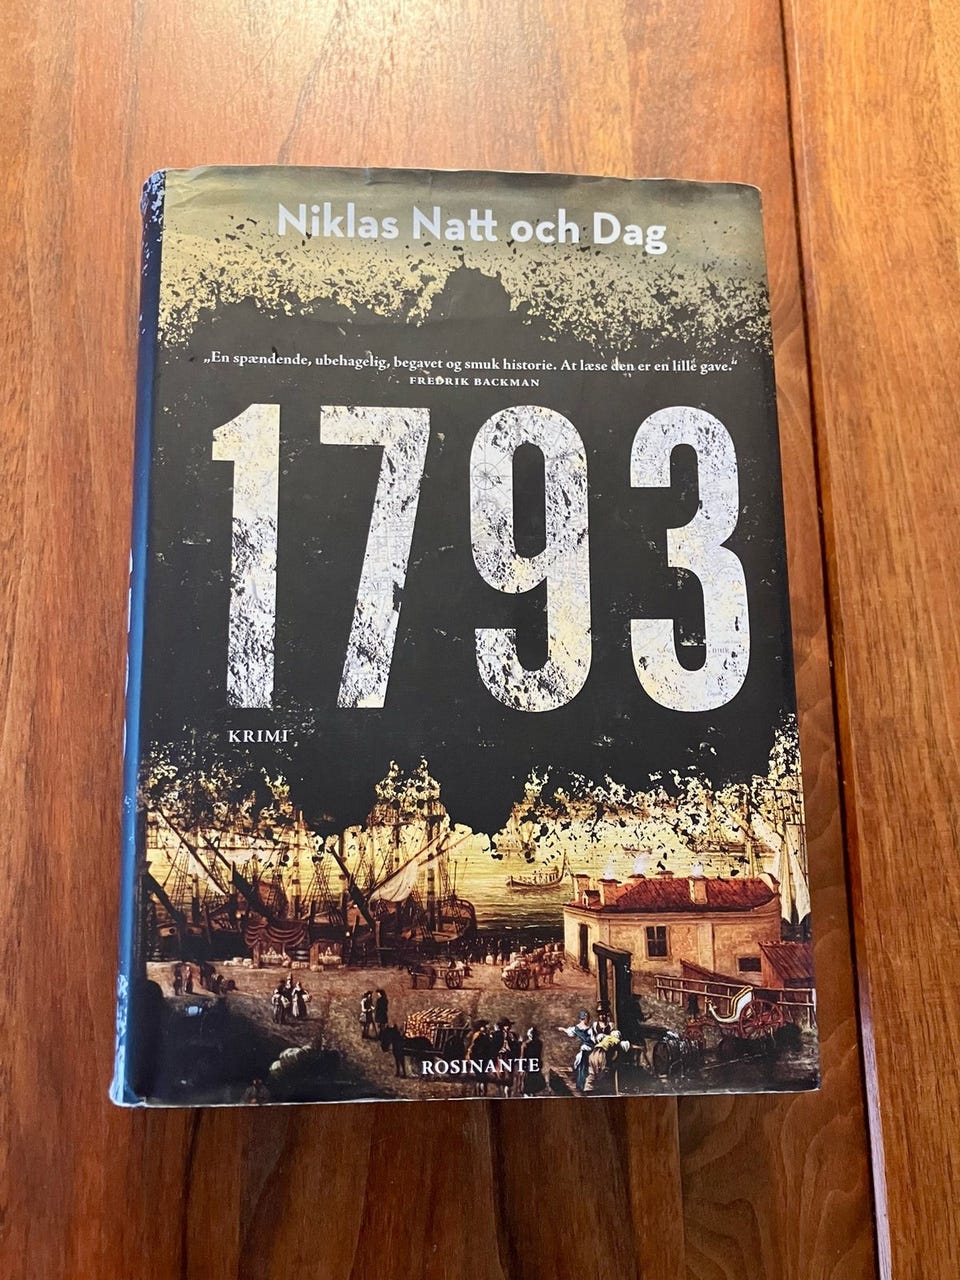 Niklas Natt och Dag
„En spændende, ubehagelig, begavet og smuk historie. At læse den er en lille gave.“
FREDRIK BACKMAN
1793
KRIMI
ROSINANTE